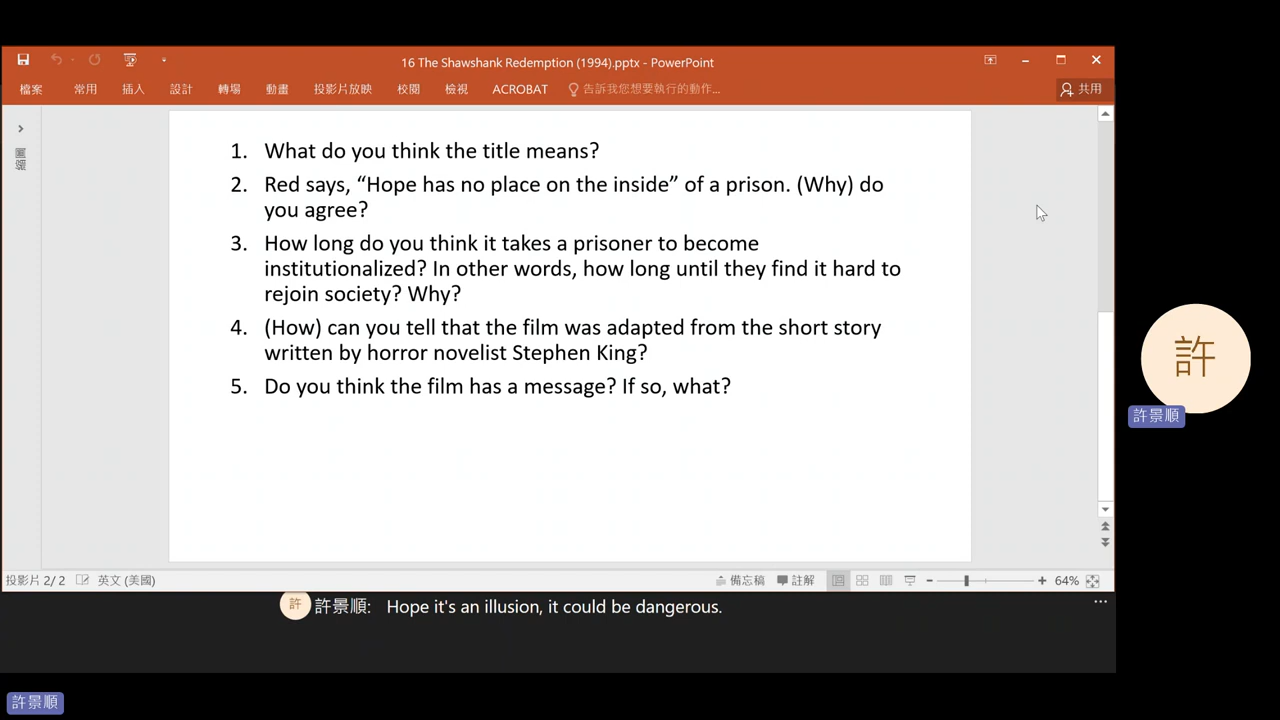 16 The Shawshank Redemption (1994).pptx - PowerPoint
檔案 常用 插入 設計 轉場 動畫 投影片放映 校閱 檢視 ACROBAT 告訴我您想要執行的動作... 共用
1. What do you think the title means?
2. Red says, “Hope has no place on the inside” of a prison. (Why) do
you agree?
3. How long do you think it takes a prisoner to become
institutionalized? In other words, how long until they find it hard to
rejoin society? Why?
4. (How) can you tell that the film was adapted from the short story
written by horror novelist Stephen King?
5. Do you think the film has a message? If so, what?
許
許景順
投影片 2/2 英文 (美國) 備忘稿 註解 64%
許 許景順: Hope it's an illusion, it could be dangerous.
許景順